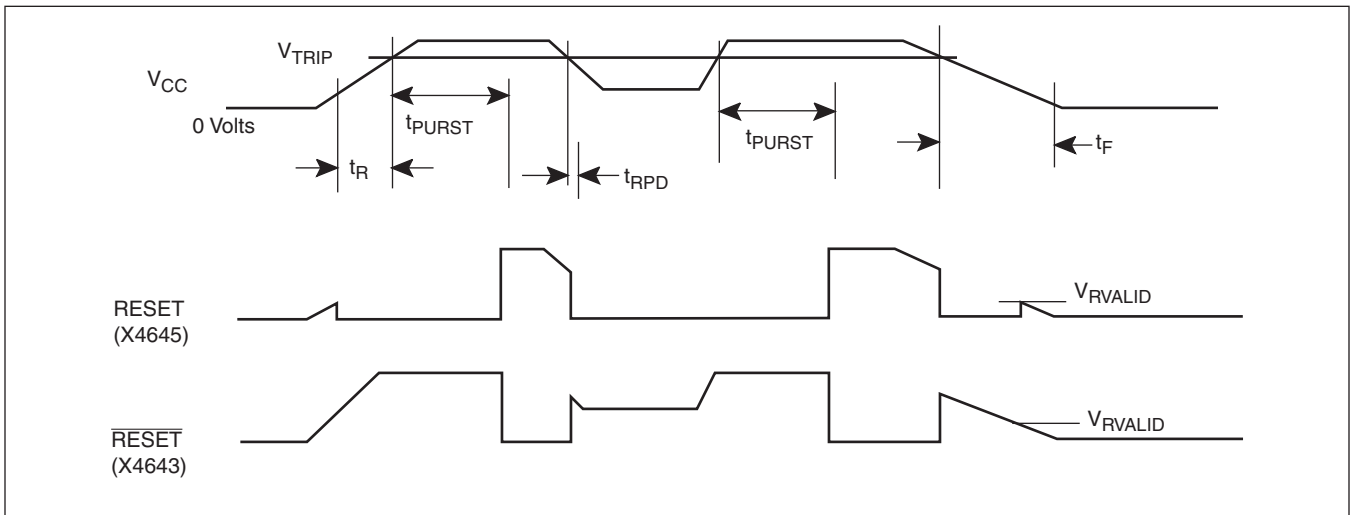 V_TRIP
V_CC
0 Volts
t_PURST
t_PURST
t_F
t_R
t_RPD
V_RVALID
RESET
(X4645)
V_RVALID
RESET
(X4643)